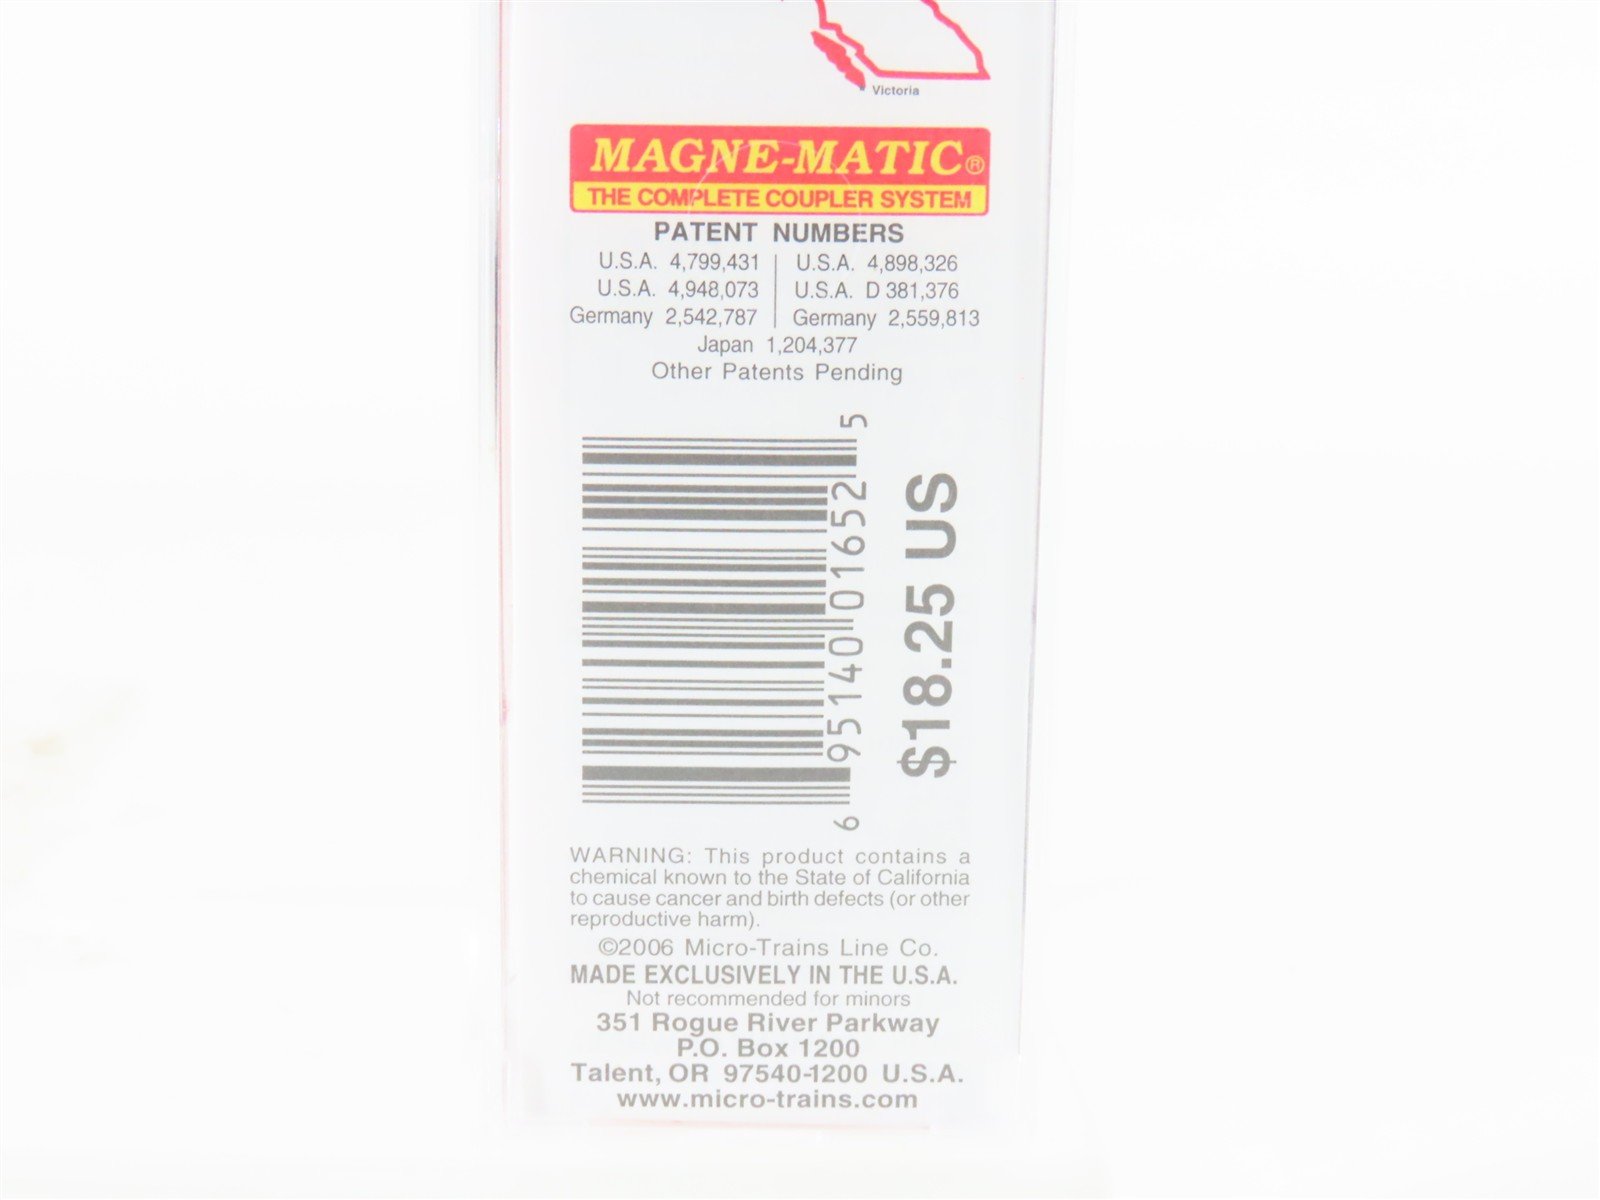 Victoria
MAGNE-MATIC®
THE COMPLETE COUPLER SYSTEM
PATENT NUMBERS
U.S.A. 4,799,431 | U.S.A. 4,898,326
U.S.A. 4,948,073 | U.S.A. D 381,376
Germany 2,542,787 | Germany 2,559,813
Japan 1,204,377
Other Patents Pending
6 95140 01652 5
$18.25 US
WARNING: This product contains a
chemical known to the State of California
to cause cancer and birth defects (or other
reproductive harm).
©2006 Micro-Trains Line Co.
MADE EXCLUSIVELY IN THE U.S.A.
Not recommended for minors
351 Rogue River Parkway
P.O. Box 1200
Talent, OR 97540-1200 U.S.A.
www.micro-trains.com